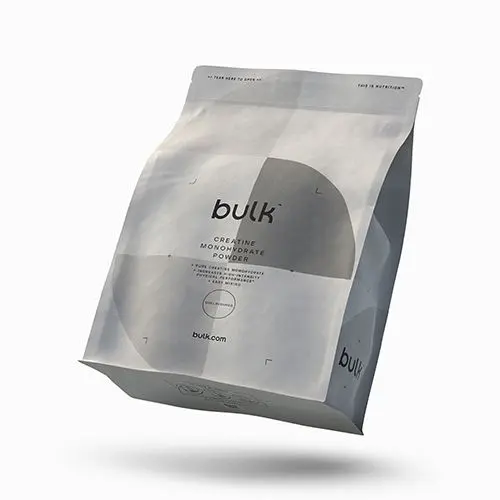 << TEAR HERE TO OPEN >>
THIS IS NUTRITION™
bulk™
CREATINE
MONOHYDRATE
POWDER
+ PURE CREATINE MONOHYDRATE
+ INCREASES HIGH-INTENSITY
PHYSICAL PERFORMANCE*
+ EASY MIXING
bulk.com
bulk